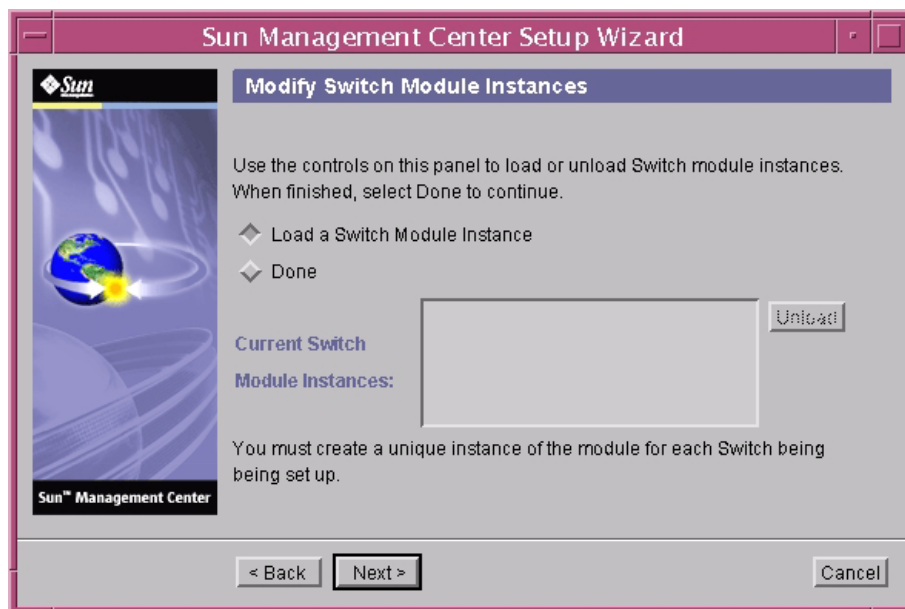 Sun Management Center Setup Wizard
Sun
Modify Switch Module Instances
Use the controls on this panel to load or unload Switch module instances.
When finished, select Done to continue.
Load a Switch Module Instance
Done
Unload
Current Switch
Module Instances:
You must create a unique instance of the module for each Switch being
being set up.
Sun™ Management Center
< Back
Next >
Cancel